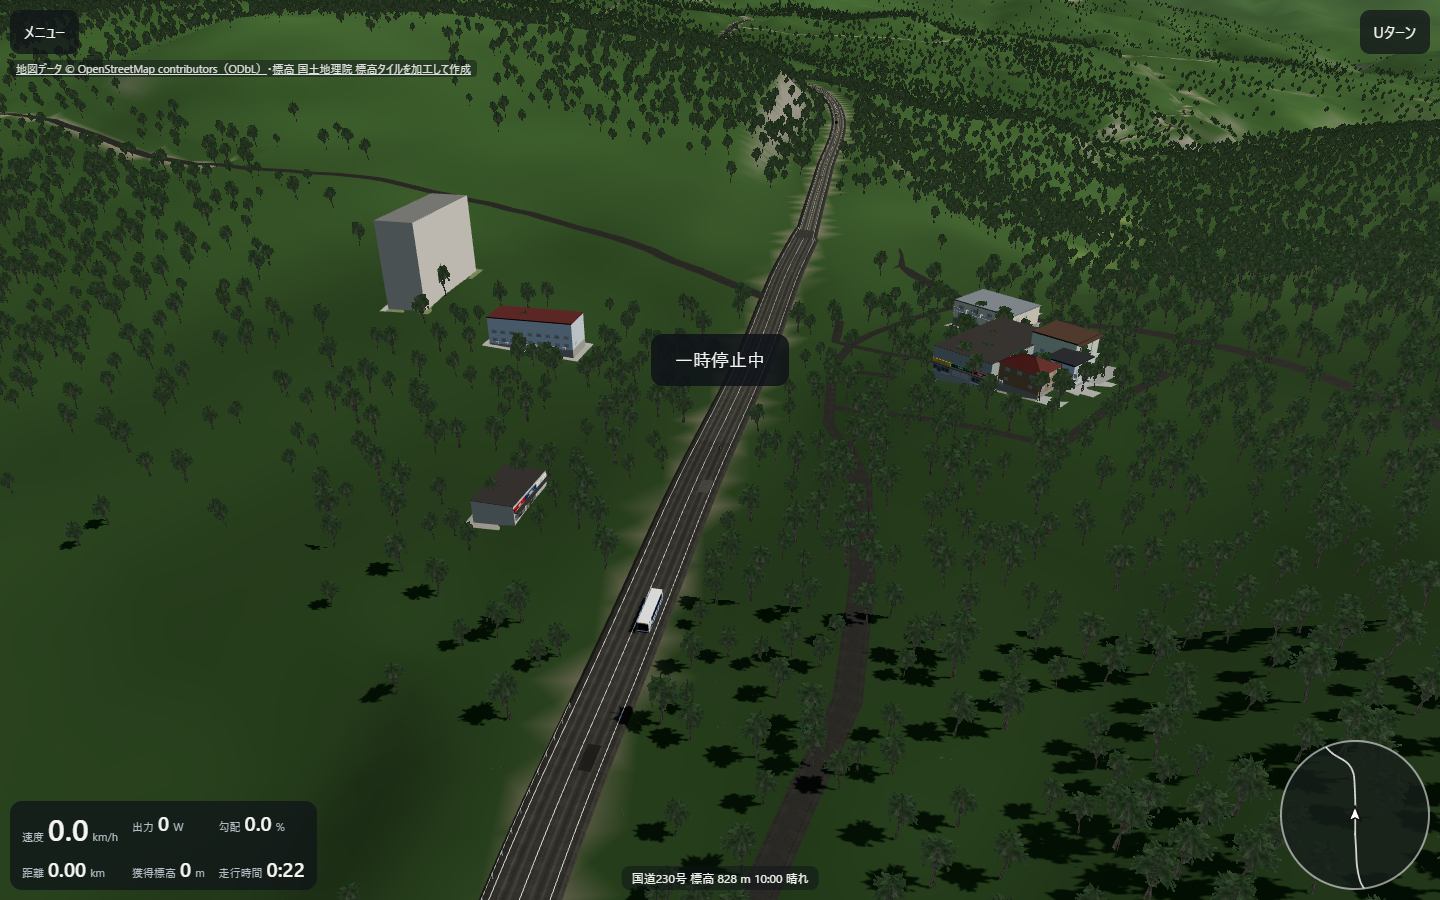 メニュー
Uターン
地図データ © OpenStreetMap contributors（ODbL）・標高 国土地理院 標高タイルを加工して作成
一時停止中
速度 0.0 km/h 出力 0 W 勾配 0.0 %
距離 0.00 km 獲得標高 0 m 走行時間 0:22
国道230号 標高 828 m 10:00 晴れ